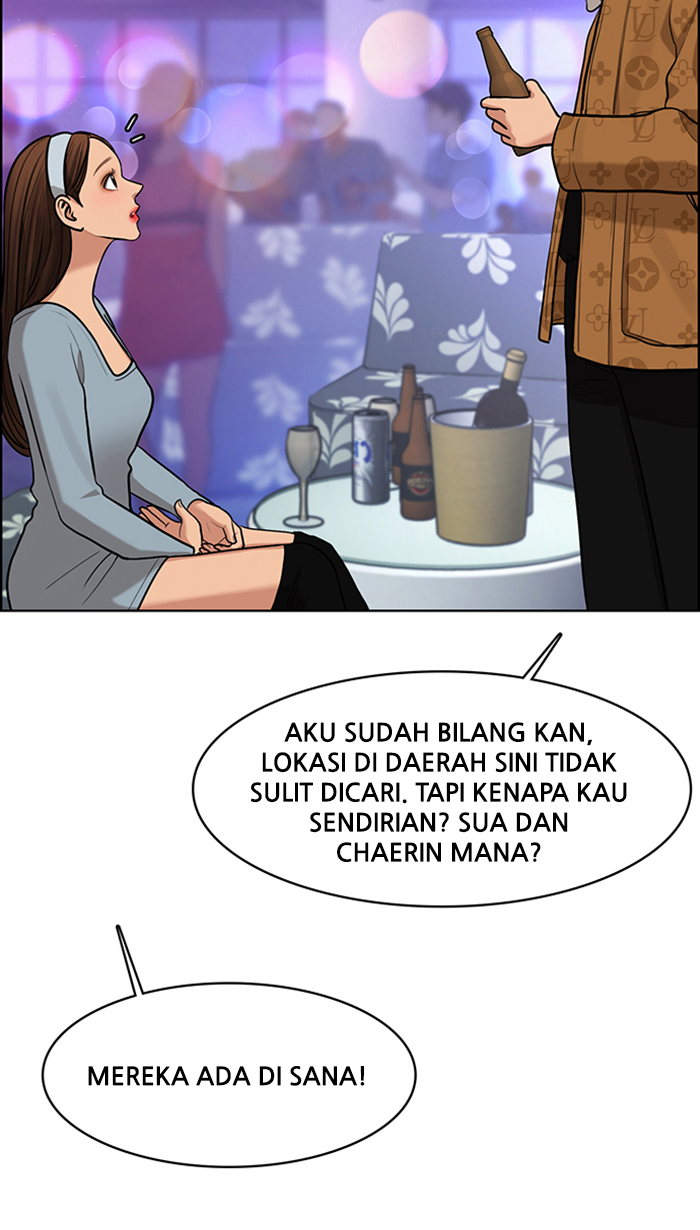 AKU SUDAH BILANG KAN,
LOKASI DI DAERAH SINI TIDAK
SULIT DICARI. TAPI KENAPA KAU
SENDIRIAN? SUA DAN
CHAERIN MANA?
MEREKA ADA DI SANA!